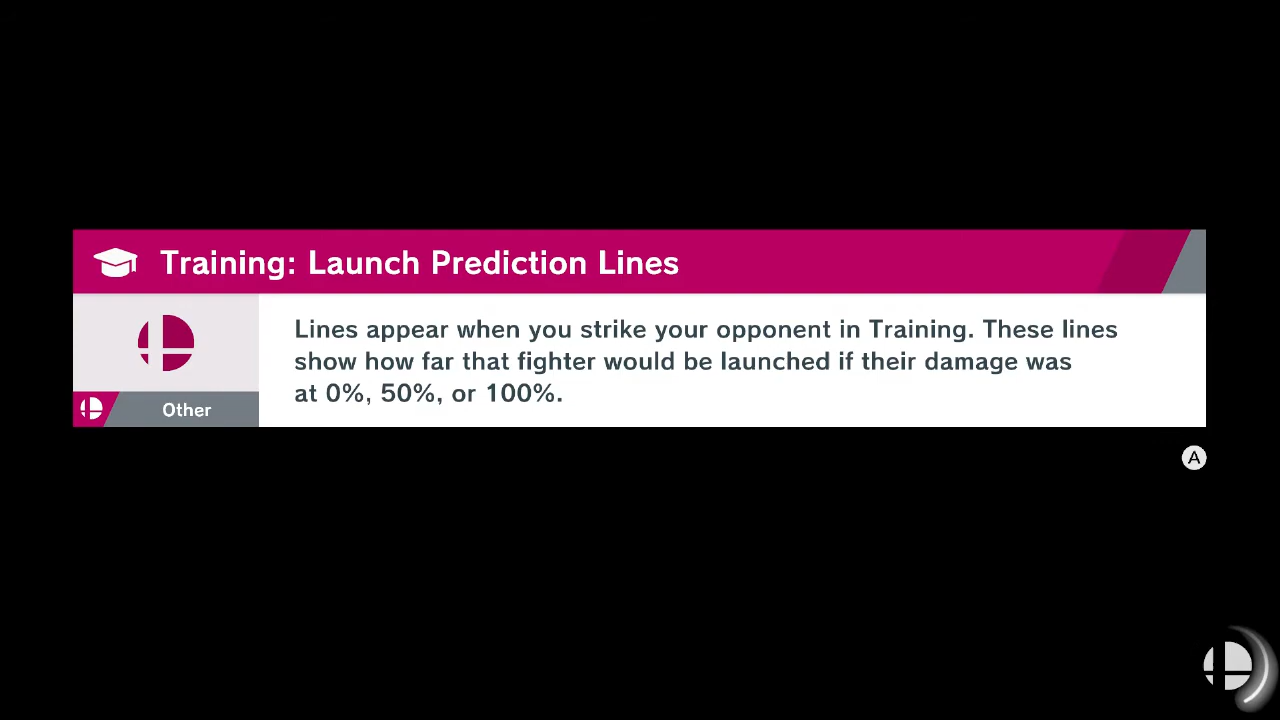 Training: Launch Prediction Lines
Lines appear when you strike your opponent in Training. These lines
show how far that fighter would be launched if their damage was
at 0%, 50%, or 100%.
Other
A